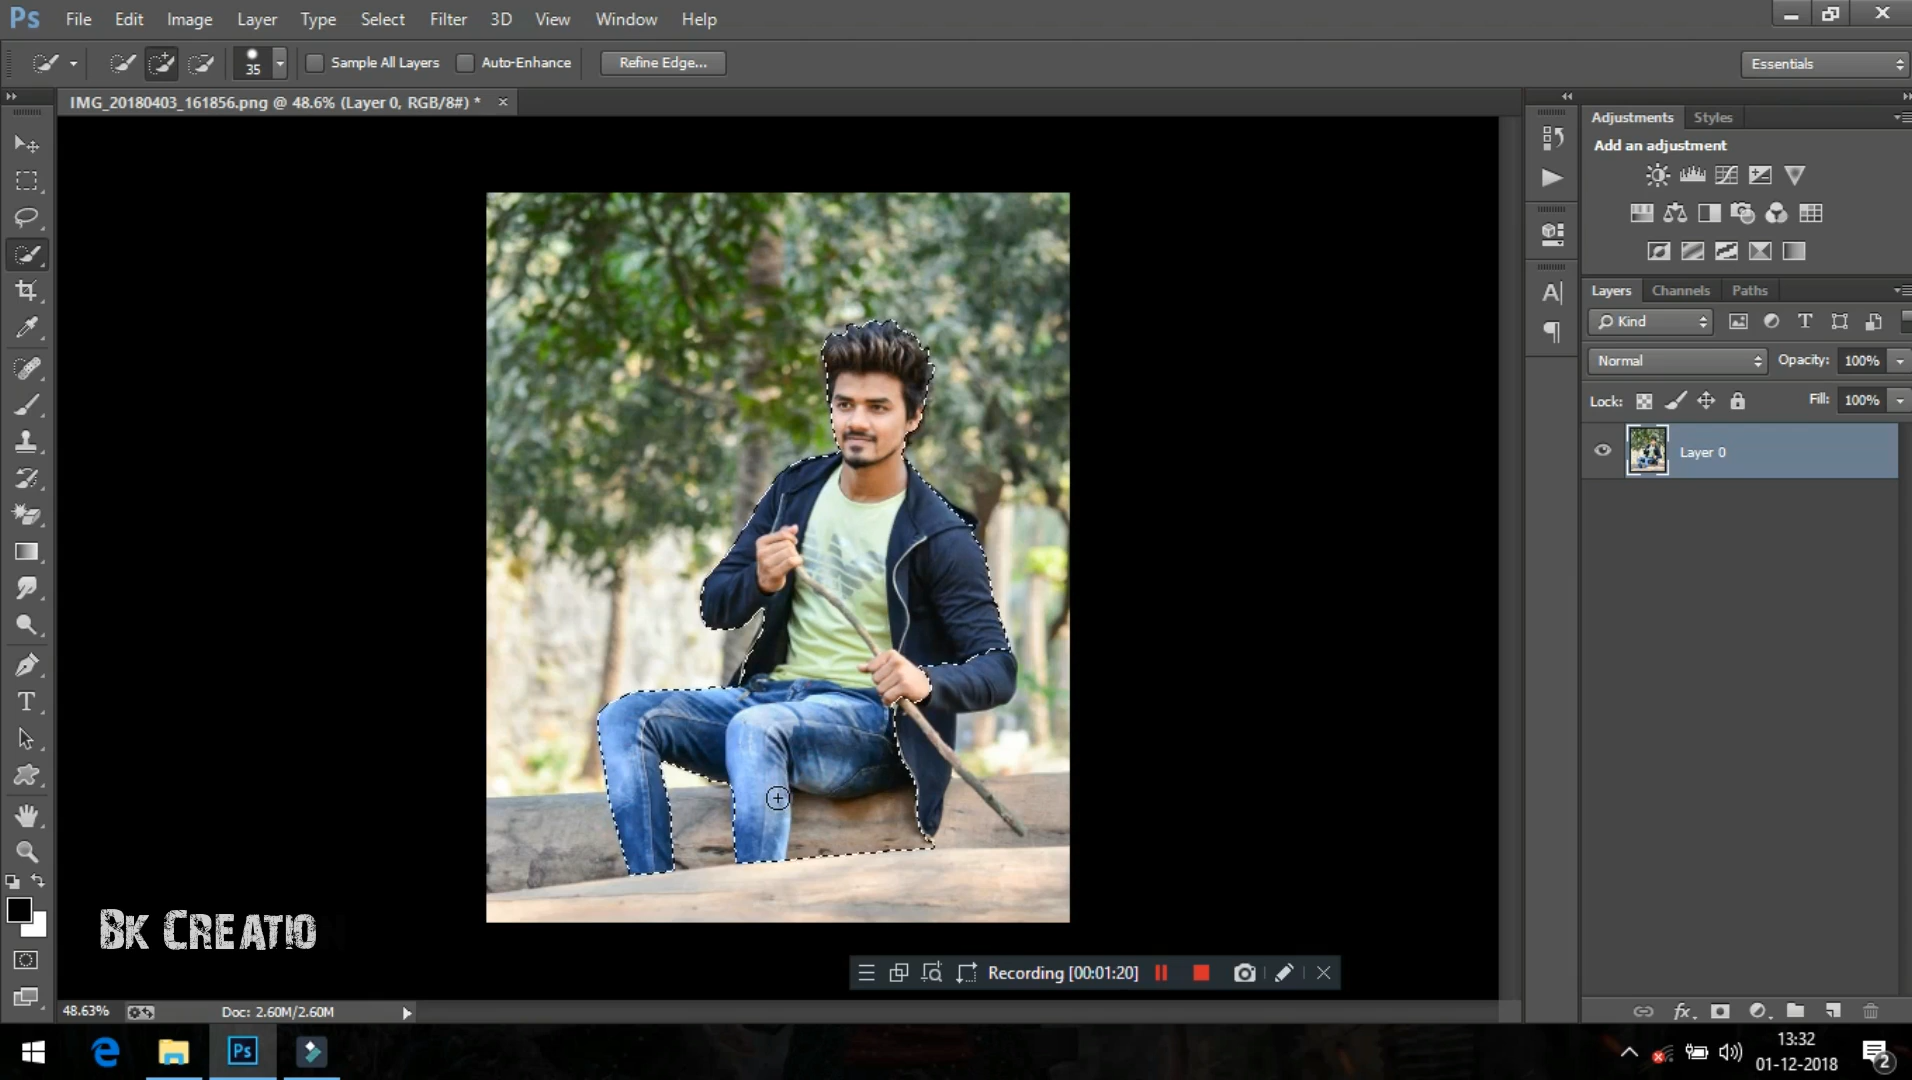 Ps File Edit Image Layer Type Select Filter 3D View Window Help
35 Sample All Layers Auto-Enhance Refine Edge... Essentials
IMG_20180403_161856.png @ 48.6% (Layer 0, RGB/8#) * ×
Adjustments Styles
Add an adjustment
Layers Channels Paths
Kind
Normal Opacity: 100%
Lock: Fill: 100%
Layer 0
BK CREATIO
Recording [00:01:20]
48.63% Doc: 2.60M/2.60M
Ps
13:32
01-12-2018
2